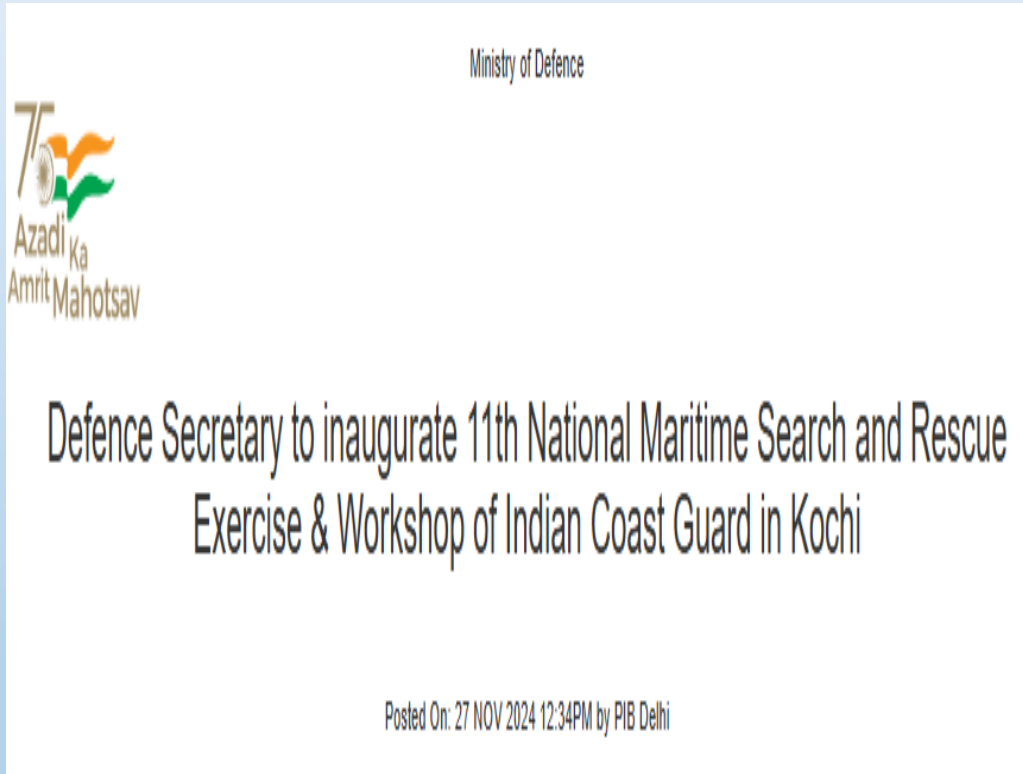 Ministry of Defence
75
Azadi Ka
Amrit Mahotsav
Defence Secretary to inaugurate 11th National Maritime Search and Rescue
Exercise & Workshop of Indian Coast Guard in Kochi
Posted On: 27 NOV 2024 12:34PM by PIB Delhi